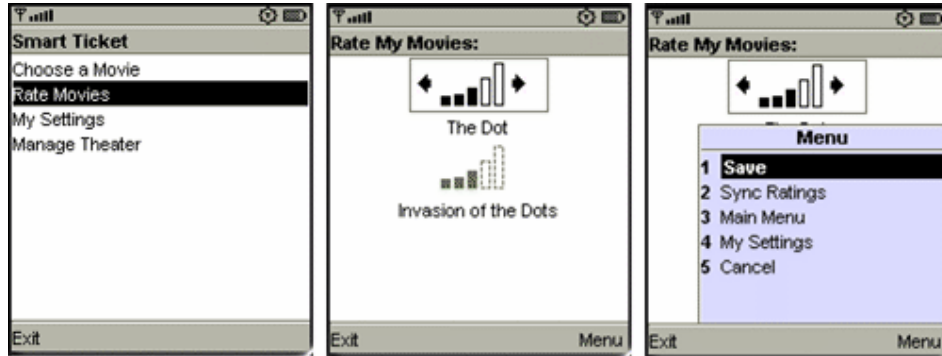 Smart Ticket
Choose a Movie
Rate Movies
My Settings
Manage Theater
Exit
Rate My Movies:
The Dot
Invasion of the Dots
Exit Menu
Rate My Movies:
Menu
1 Save
2 Sync Ratings
3 Main Menu
4 My Settings
5 Cancel
Exit Menu